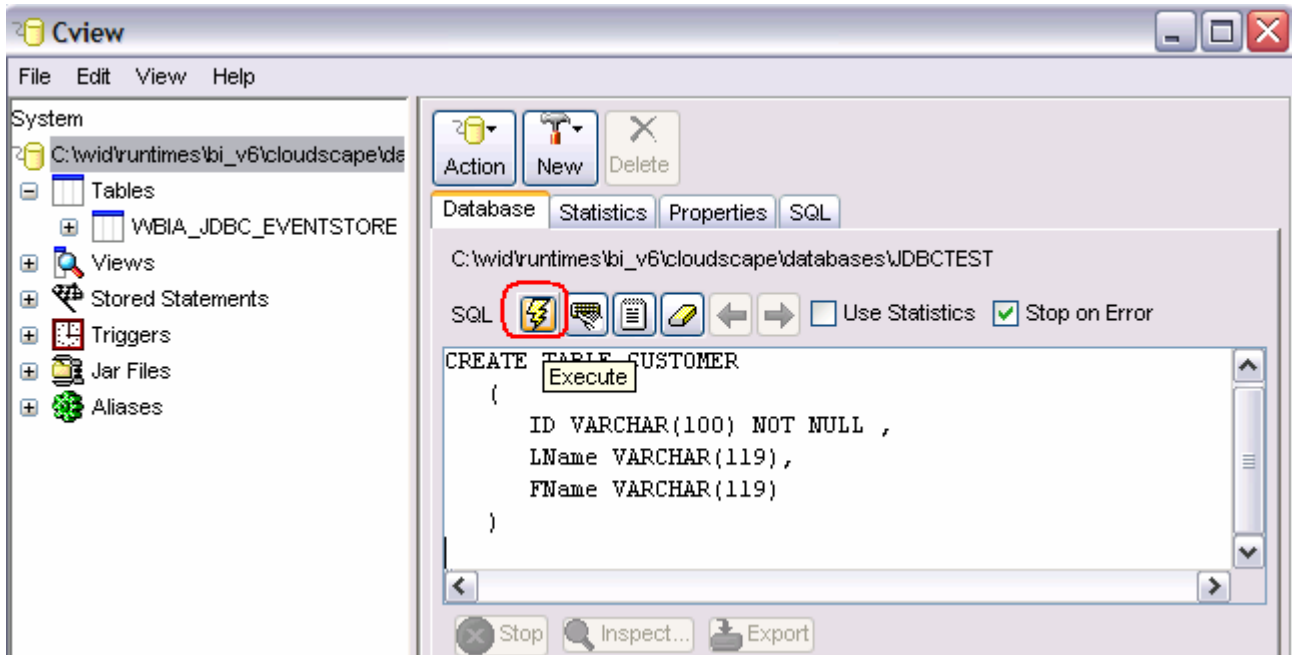 Cview
File Edit View Help
System
C:\wid\runtimes\bi_v6\cloudscape\da
Tables
WBIA_JDBC_EVENTSTORE
Views
Stored Statements
Triggers
Jar Files
Aliases
Action New Delete
Database Statistics Properties SQL
C:\wid\runtimes\bi_v6\cloudscape\databases\JDBCTEST
SQL Use Statistics Stop on Error
CREATE TABLE CUSTOMER
Execute
(
ID VARCHAR(100) NOT NULL ,
LName VARCHAR(119),
FName VARCHAR(119)
)
Stop Inspect... Export